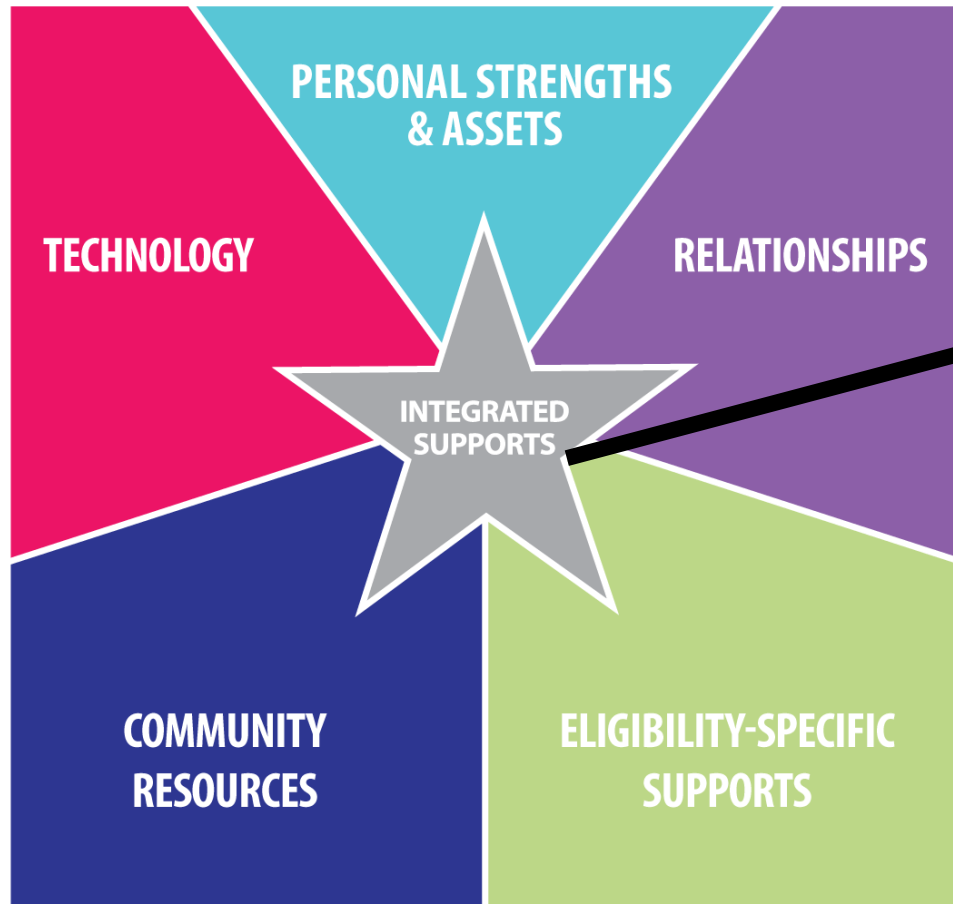 PERSONAL STRENGTHS
& ASSETS
TECHNOLOGY
RELATIONSHIPS
INTEGRATED
SUPPORTS
COMMUNITY
RESOURCES
ELIGIBILITY-SPECIFIC
SUPPORTS